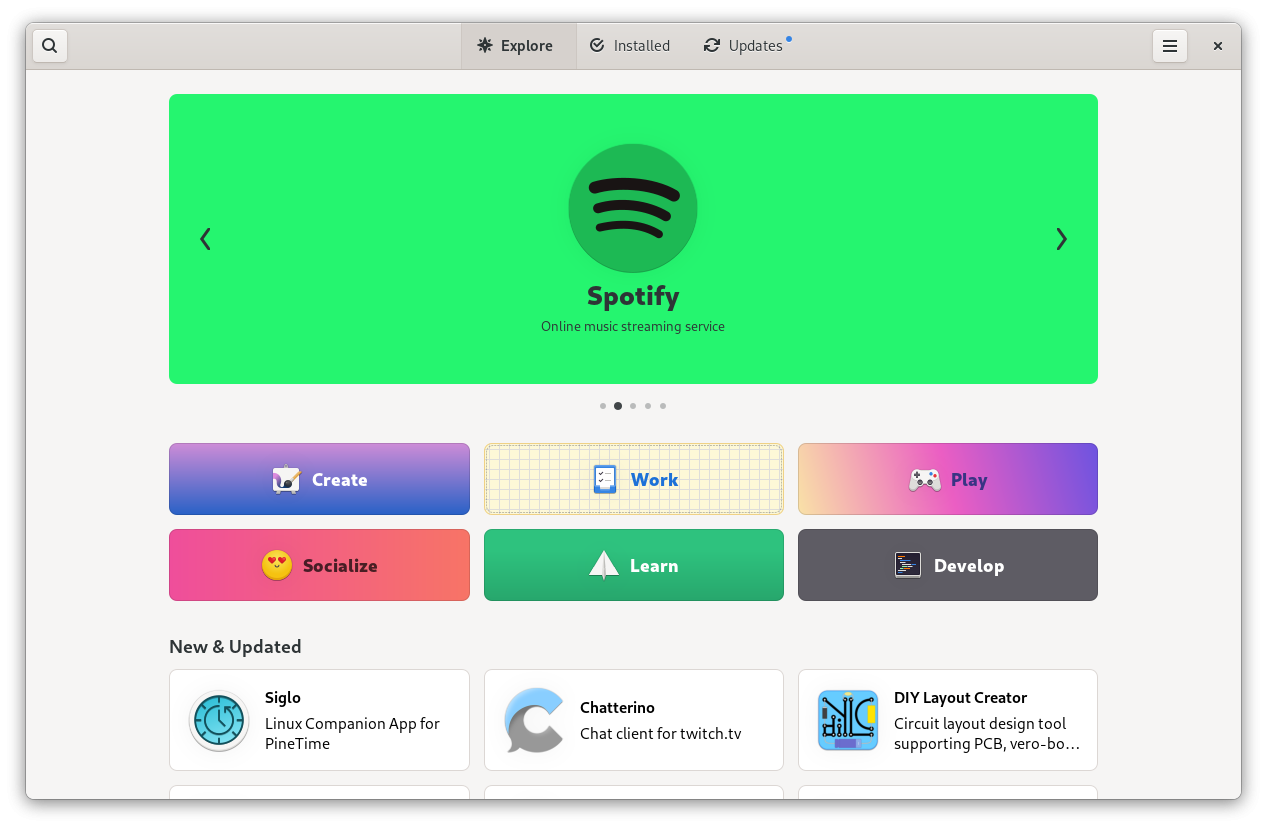 Explore
Installed
Updates
Spotify
Online music streaming service
Create
Work
Play
Socialize
Learn
Develop
New & Updated
Siglo
Linux Companion App for
PineTime
Chatterino
Chat client for twitch.tv
DIY Layout Creator
Circuit layout design tool
supporting PCB, vero-bo…